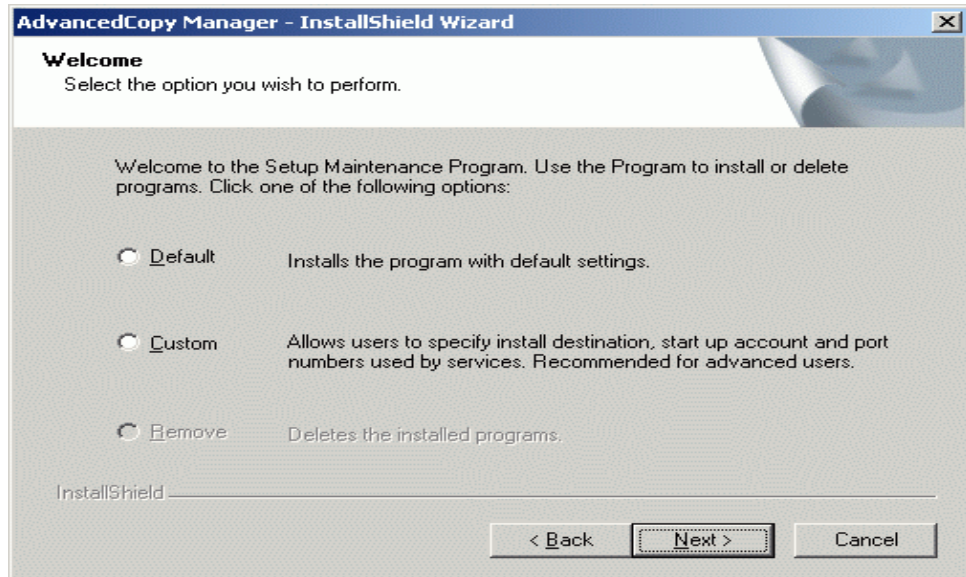 AdvancedCopy Manager - InstallShield Wizard
Welcome
Select the option you wish to perform.
Welcome to the Setup Maintenance Program. Use the Program to install or delete
programs. Click one of the following options:
Default
Installs the program with default settings.
Custom
Allows users to specify install destination, start up account and port
numbers used by services. Recommended for advanced users.
Remove
Deletes the installed programs.
InstallShield
< Back
Next >
Cancel